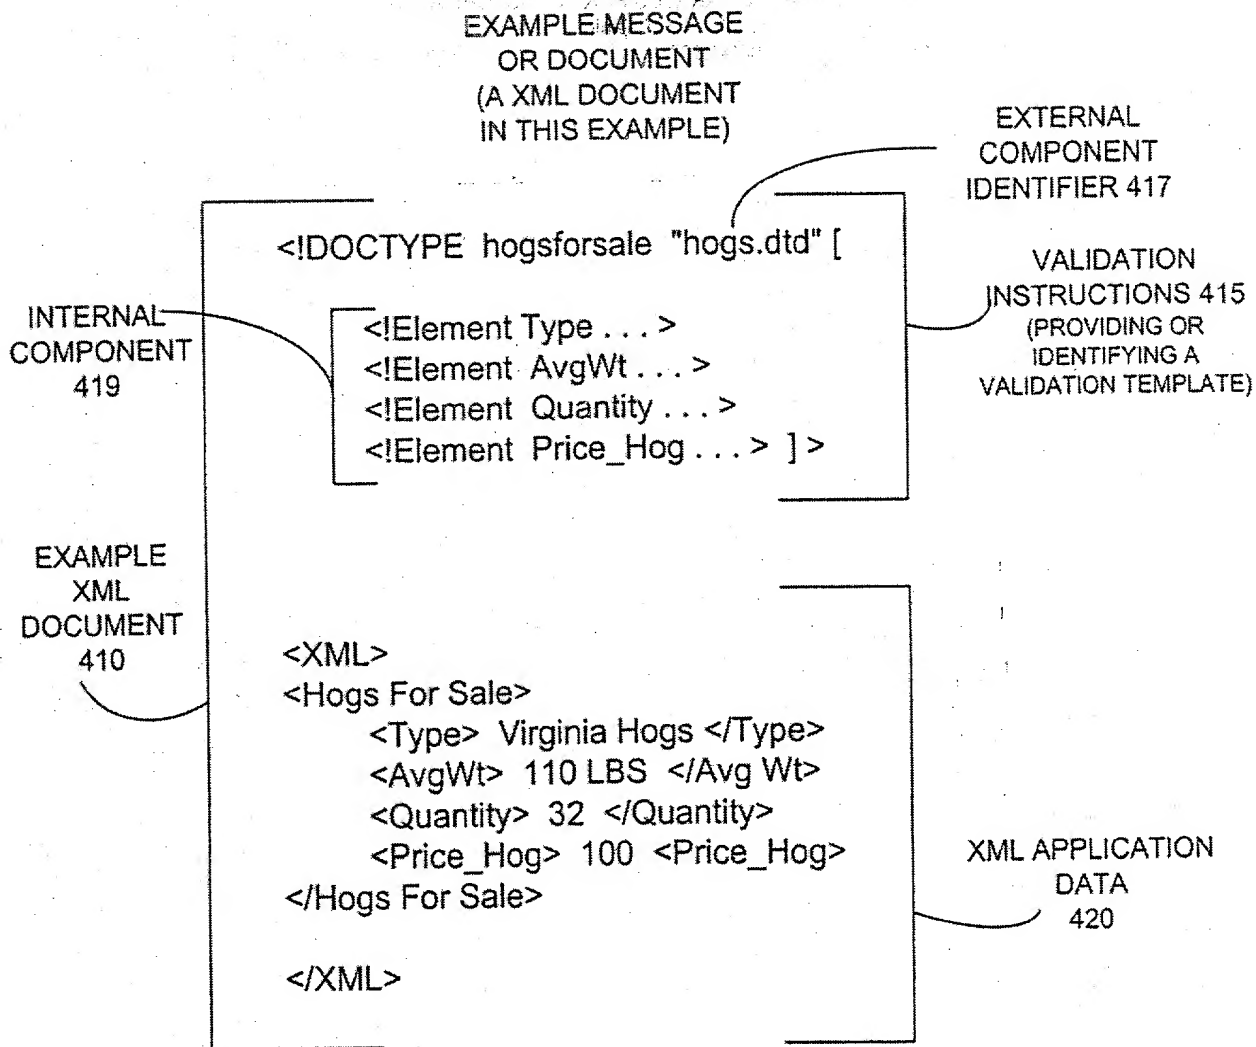 EXAMPLE MESSAGE
OR DOCUMENT
(A XML DOCUMENT
IN THIS EXAMPLE)
EXTERNAL
COMPONENT
IDENTIFIER 417
<!DOCTYPE hogsforsale "hogs.dtd" [
VALIDATION
INSTRUCTIONS 415
(PROVIDING OR
IDENTIFYING A
VALIDATION TEMPLATE)
INTERNAL
COMPONENT
419
<!Element Type . . . >
<!Element AvgWt . . . >
<!Element Quantity . . . >
<!Element Price_Hog . . . > ] >
EXAMPLE
XML
DOCUMENT
410
<XML>
<Hogs For Sale>
<Type> Virginia Hogs </Type>
<AvgWt> 110 LBS </Avg Wt>
<Quantity> 32 </Quantity>
<Price_Hog> 100 <Price_Hog>
</Hogs For Sale>
</XML>
XML APPLICATION
DATA
420